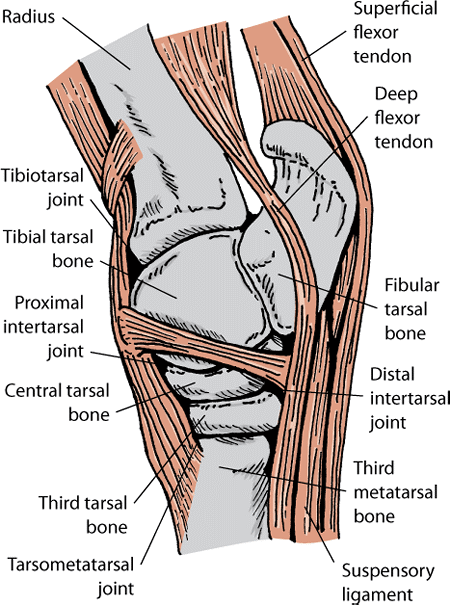 Radius
Superficial
flexor
tendon
Deep
flexor
tendon
Tibiotarsal
joint
Tibial tarsal
bone
Proximal
intertarsal
joint
Central tarsal
bone
Third tarsal
bone
Tarsometatarsal
joint
Fibular
tarsal
bone
Distal
intertarsal
joint
Third
metatarsal
bone
Suspensory
ligament